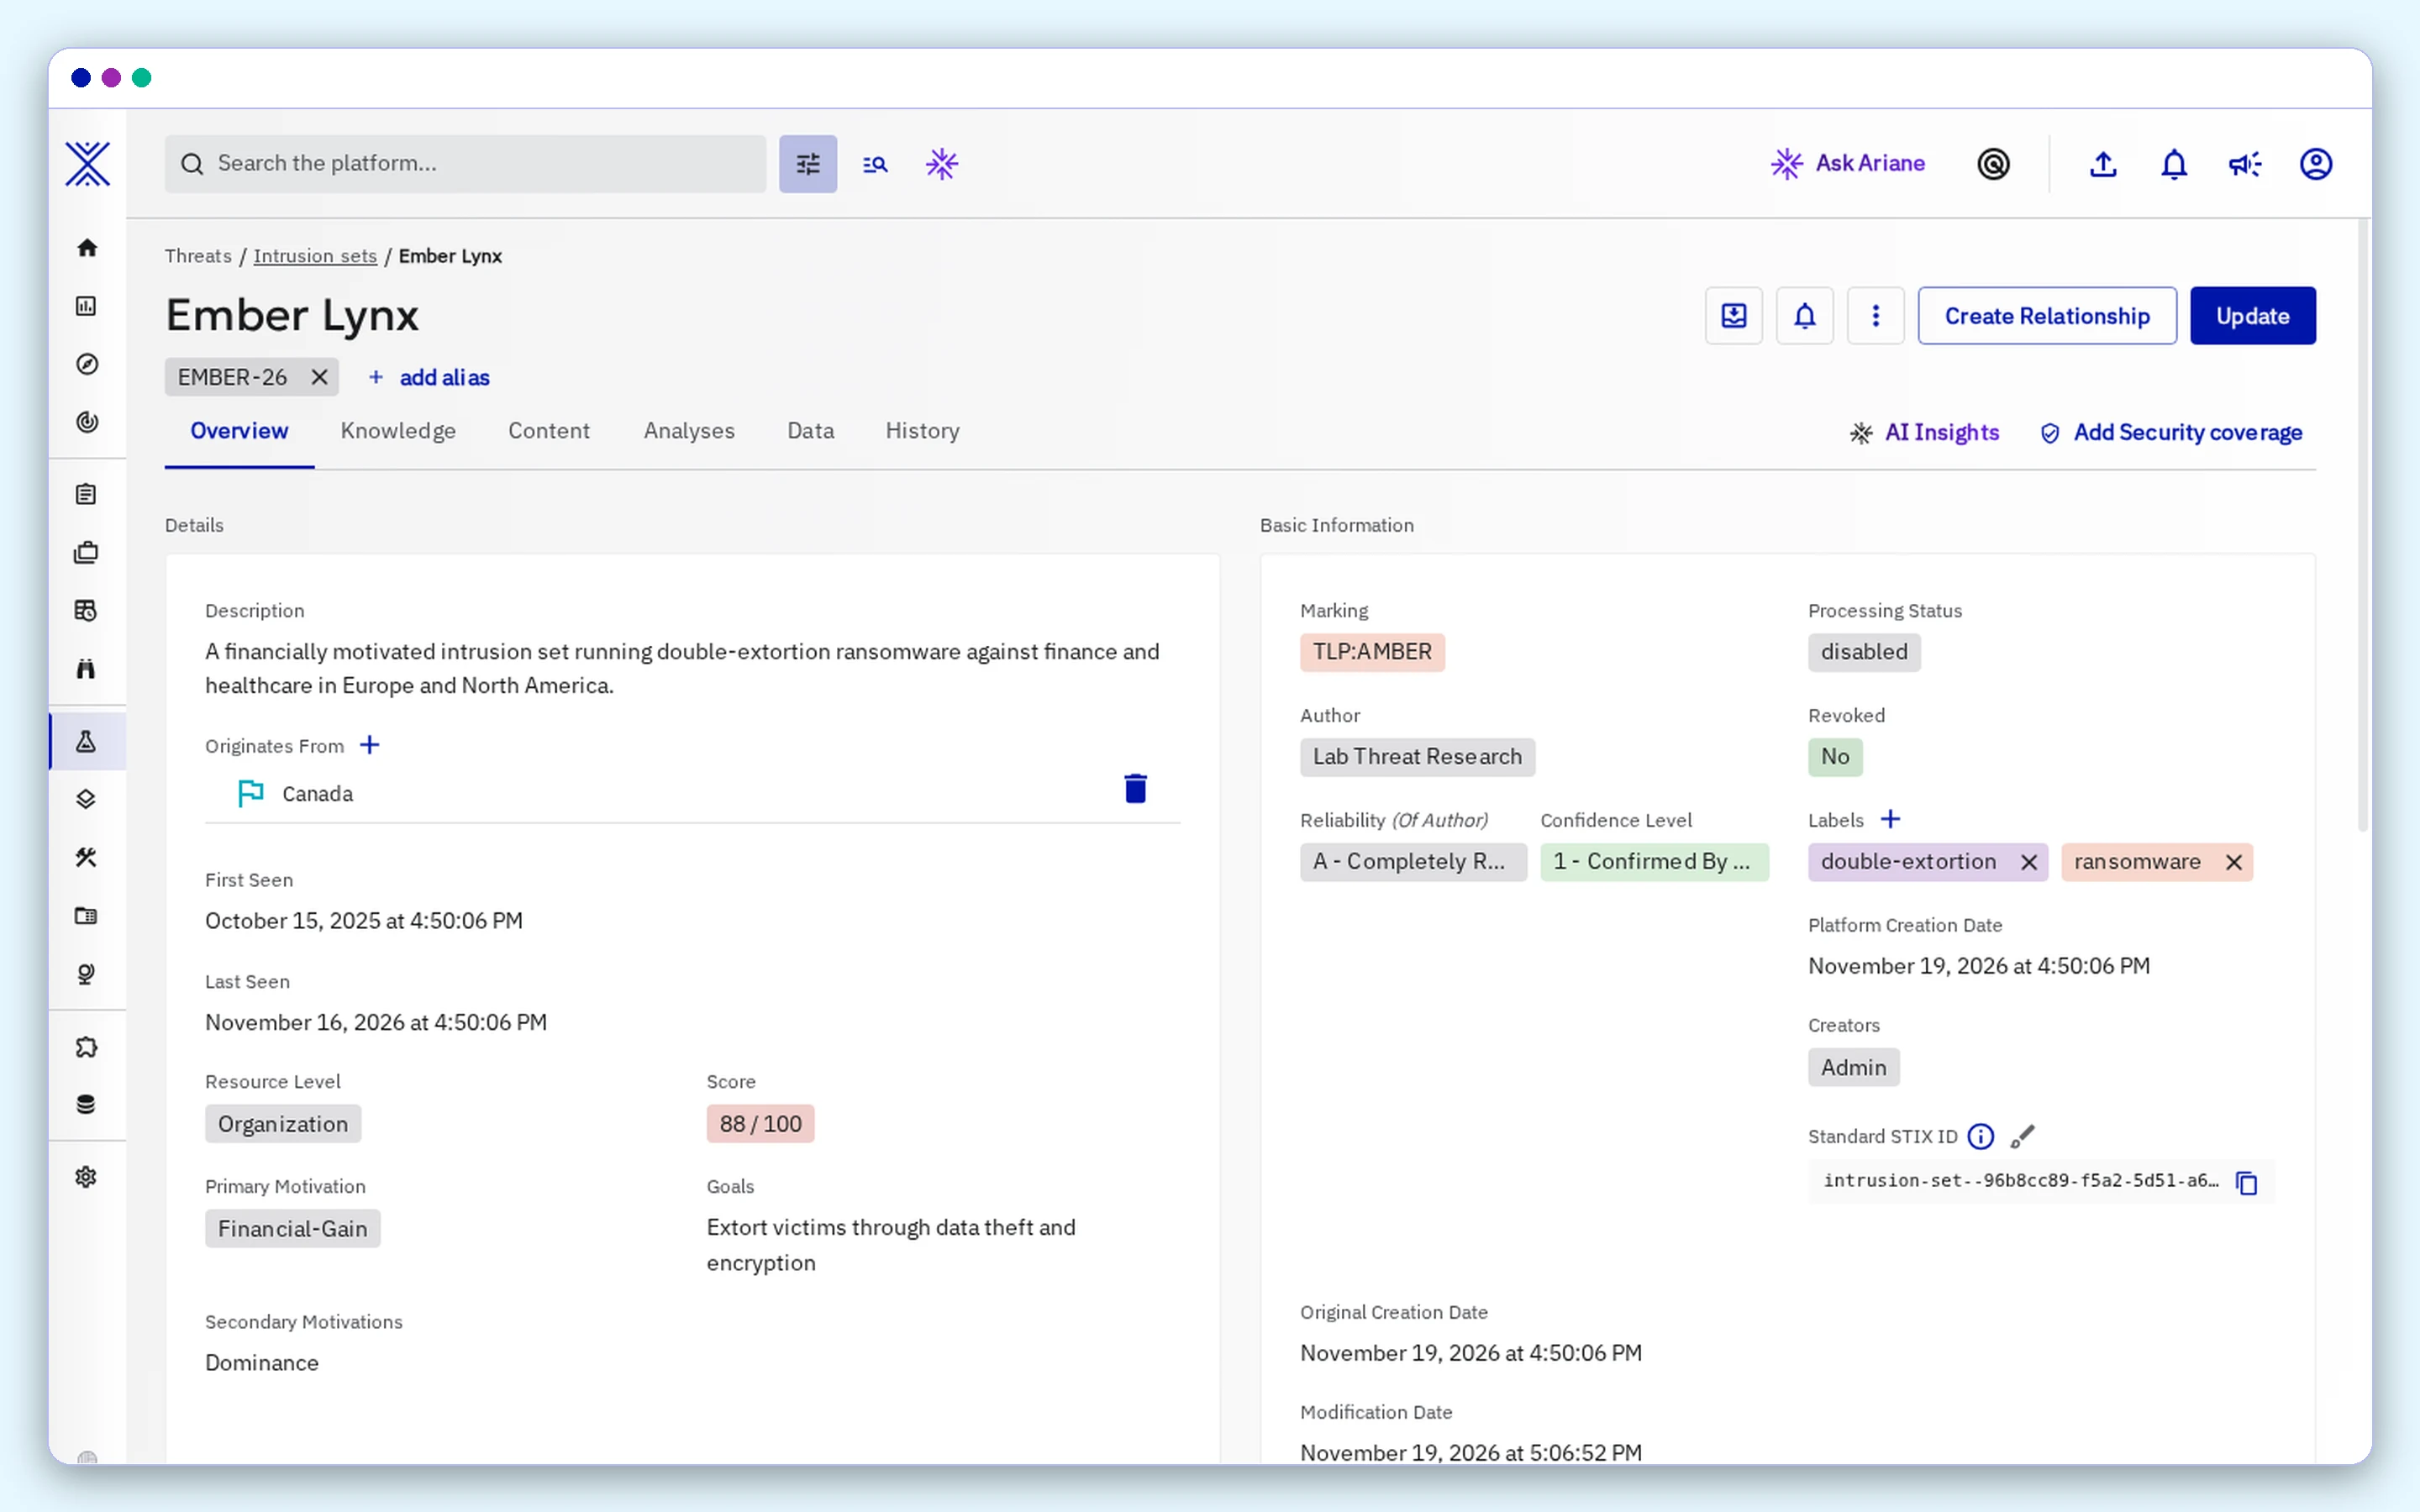 Search the platform...
Ask Ariane
Threats / Intrusion sets / Ember Lynx
Ember Lynx
Create Relationship
Update
EMBER-26
+ add alias
Overview
Knowledge
Content
Analyses
Data
History
AI Insights
Add Security coverage
Details
Description
A financially motivated intrusion set running double-extortion ransomware against finance and
healthcare in Europe and North America.
Originates From +
Canada
First Seen
October 15, 2025 at 4:50:06 PM
Last Seen
November 16, 2026 at 4:50:06 PM
Resource Level
Organization
Score
88 / 100
Primary Motivation
Financial-Gain
Goals
Extort victims through data theft and
encryption
Secondary Motivations
Dominance
Basic Information
Marking
TLP:AMBER
Processing Status
disabled
Author
Lab Threat Research
Revoked
No
Reliability (Of Author)
A - Completely R...
Confidence Level
1 - Confirmed By ...
Labels +
double-extortion
ransomware
Platform Creation Date
November 19, 2026 at 4:50:06 PM
Creators
Admin
Standard STIX ID
intrusion-set--96b8cc89-f5a2-5d51-a6…
Original Creation Date
November 19, 2026 at 4:50:06 PM
Modification Date
November 19, 2026 at 5:06:52 PM